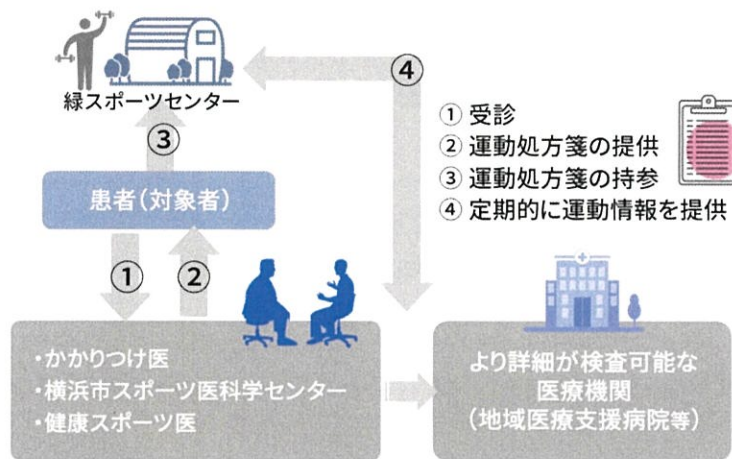 緑スポーツセンター
④
① 受診
② 運動処方箋の提供
③ 運動処方箋の持参
④ 定期的に運動情報を提供
③
患者（対象者）
①
②
・かかりつけ医
・横浜市スポーツ医科学センター
・健康スポーツ医
より詳細が検査可能な
医療機関
（地域医療支援病院等）